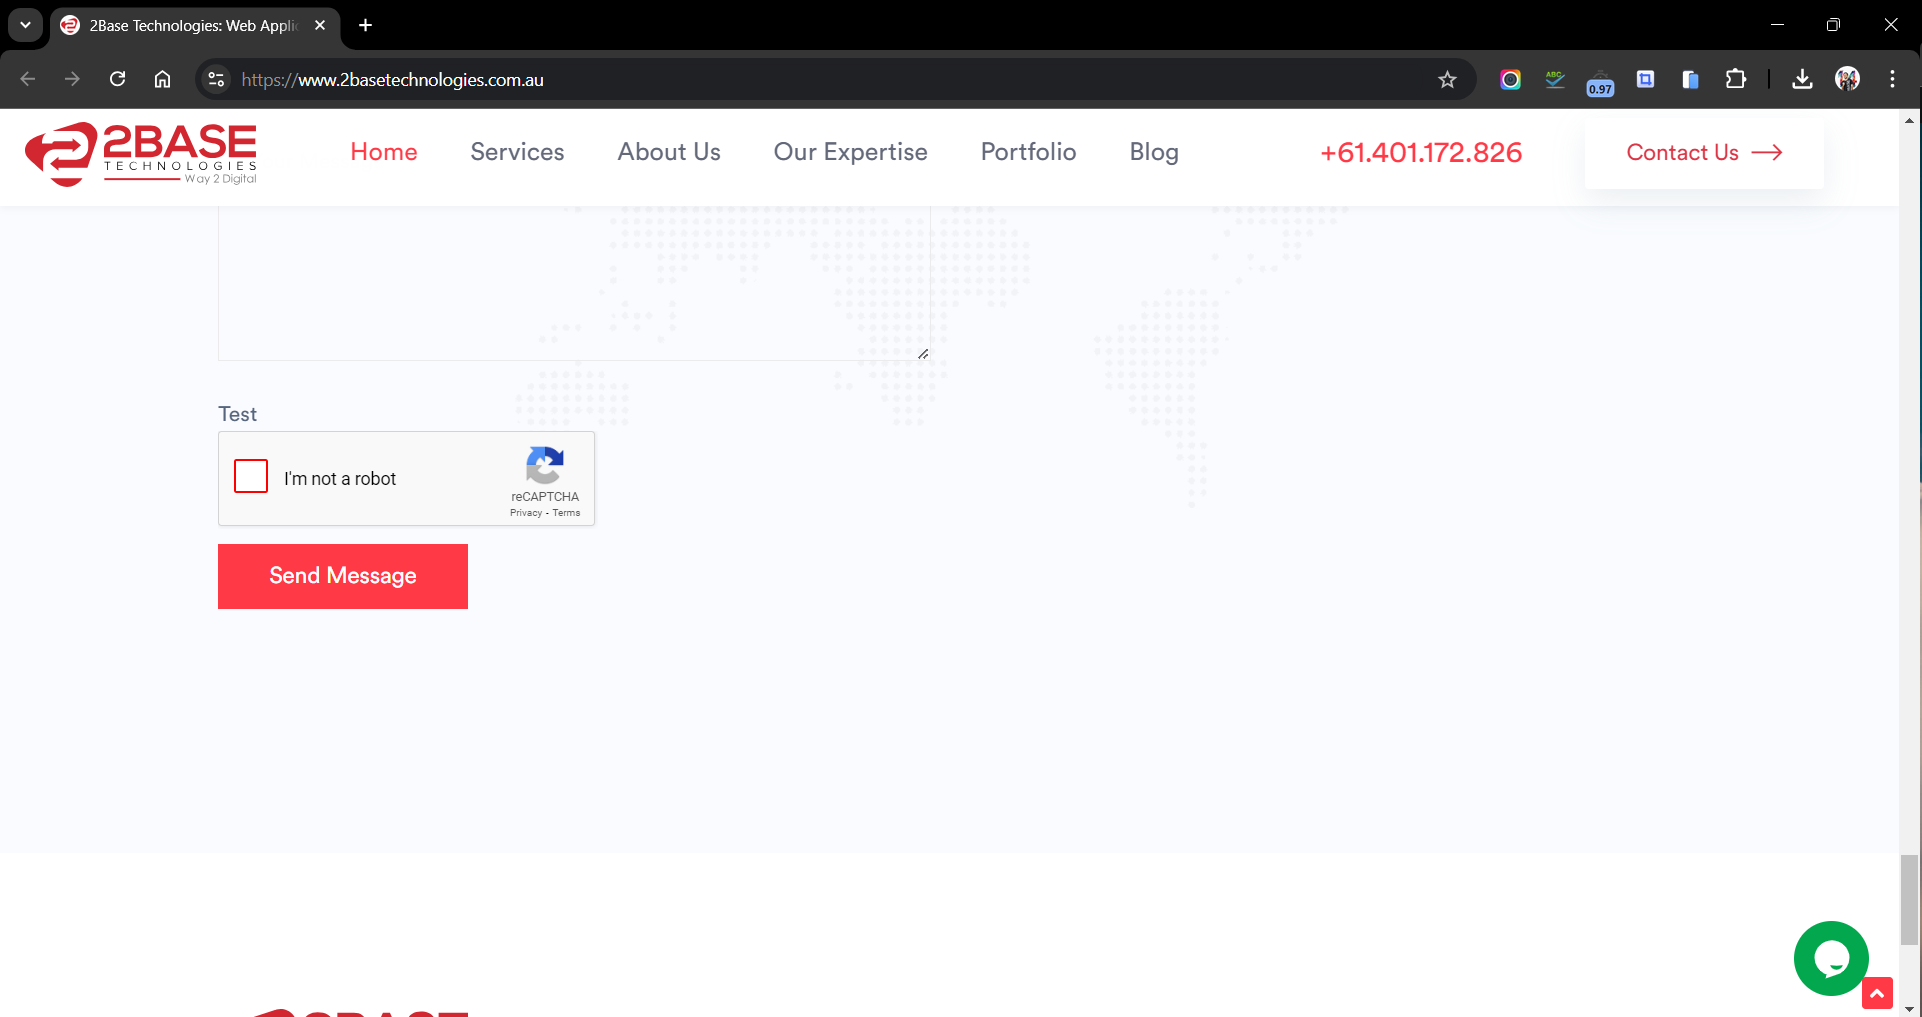 2Base Technologies: Web Applic
https://www.2basetechnologies.com.au
ABC
0.97
2BASE
TECHNOLOGIES
Way 2 Digital
Home
Services
About Us
Our Expertise
Portfolio
Blog
+61.401.172.826
Contact Us
Test
I'm not a robot
reCAPTCHA
Privacy - Terms
Send Message
2BASE